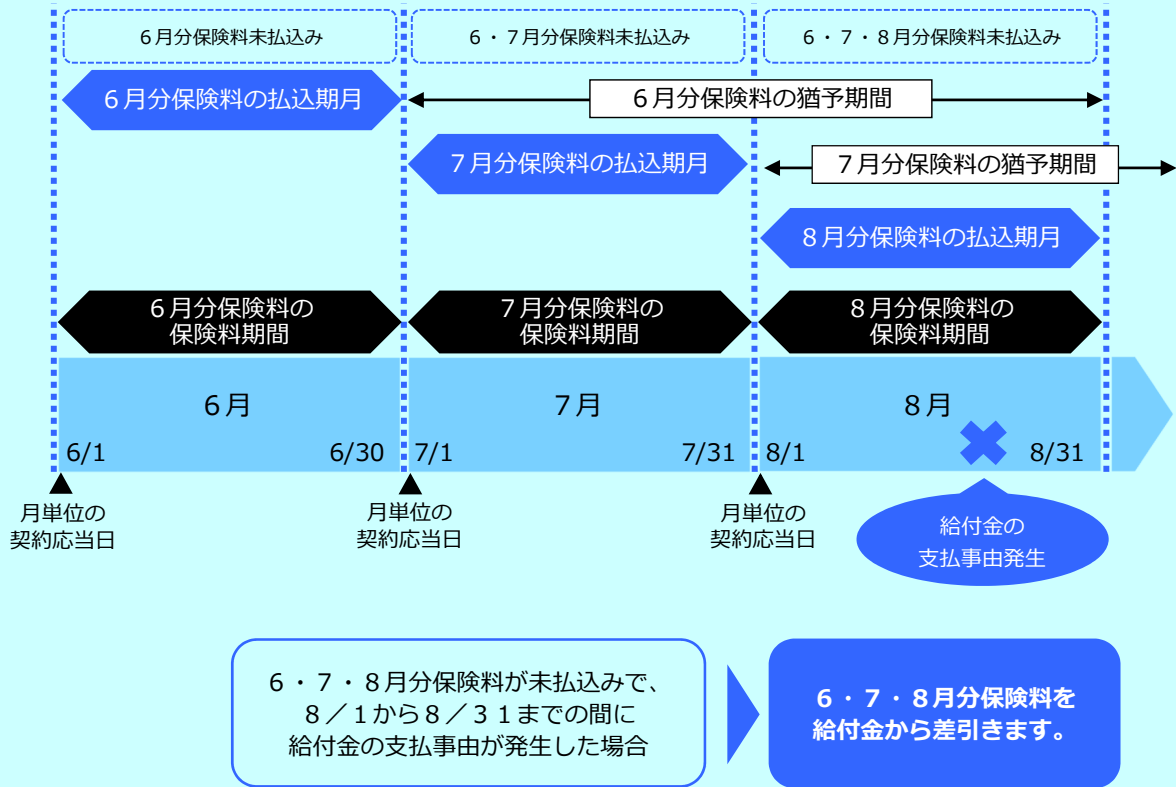 6月分保険料未払込み
6・7月分保険料未払込み
6・7・8月分保険料未払込み
6月分保険料の払込期月
6月分保険料の猶予期間
7月分保険料の払込期月
7月分保険料の猶予期間
8月分保険料の払込期月
6月分保険料の
保険料期間
7月分保険料の
保険料期間
8月分保険料の
保険料期間
6月
7月
8月
6/1
6/30
7/1
7/31
8/1
8/31
月単位の
契約応当日
月単位の
契約応当日
月単位の
契約応当日
給付金の
支払事由発生
6・7・8月分保険料が未払込みで、
8/1から8/31までの間に
給付金の支払事由が発生した場合
6・7・8月分保険料を
給付金から差引きます。